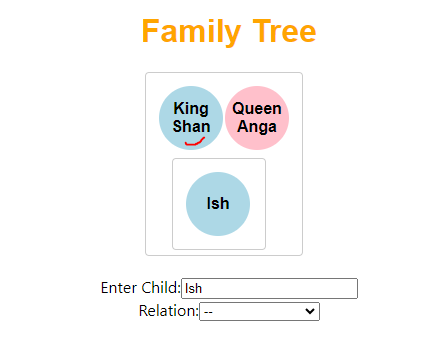 Family Tree
King Queen
Shan Anga
Ish
Enter Child: Ish
Relation: --